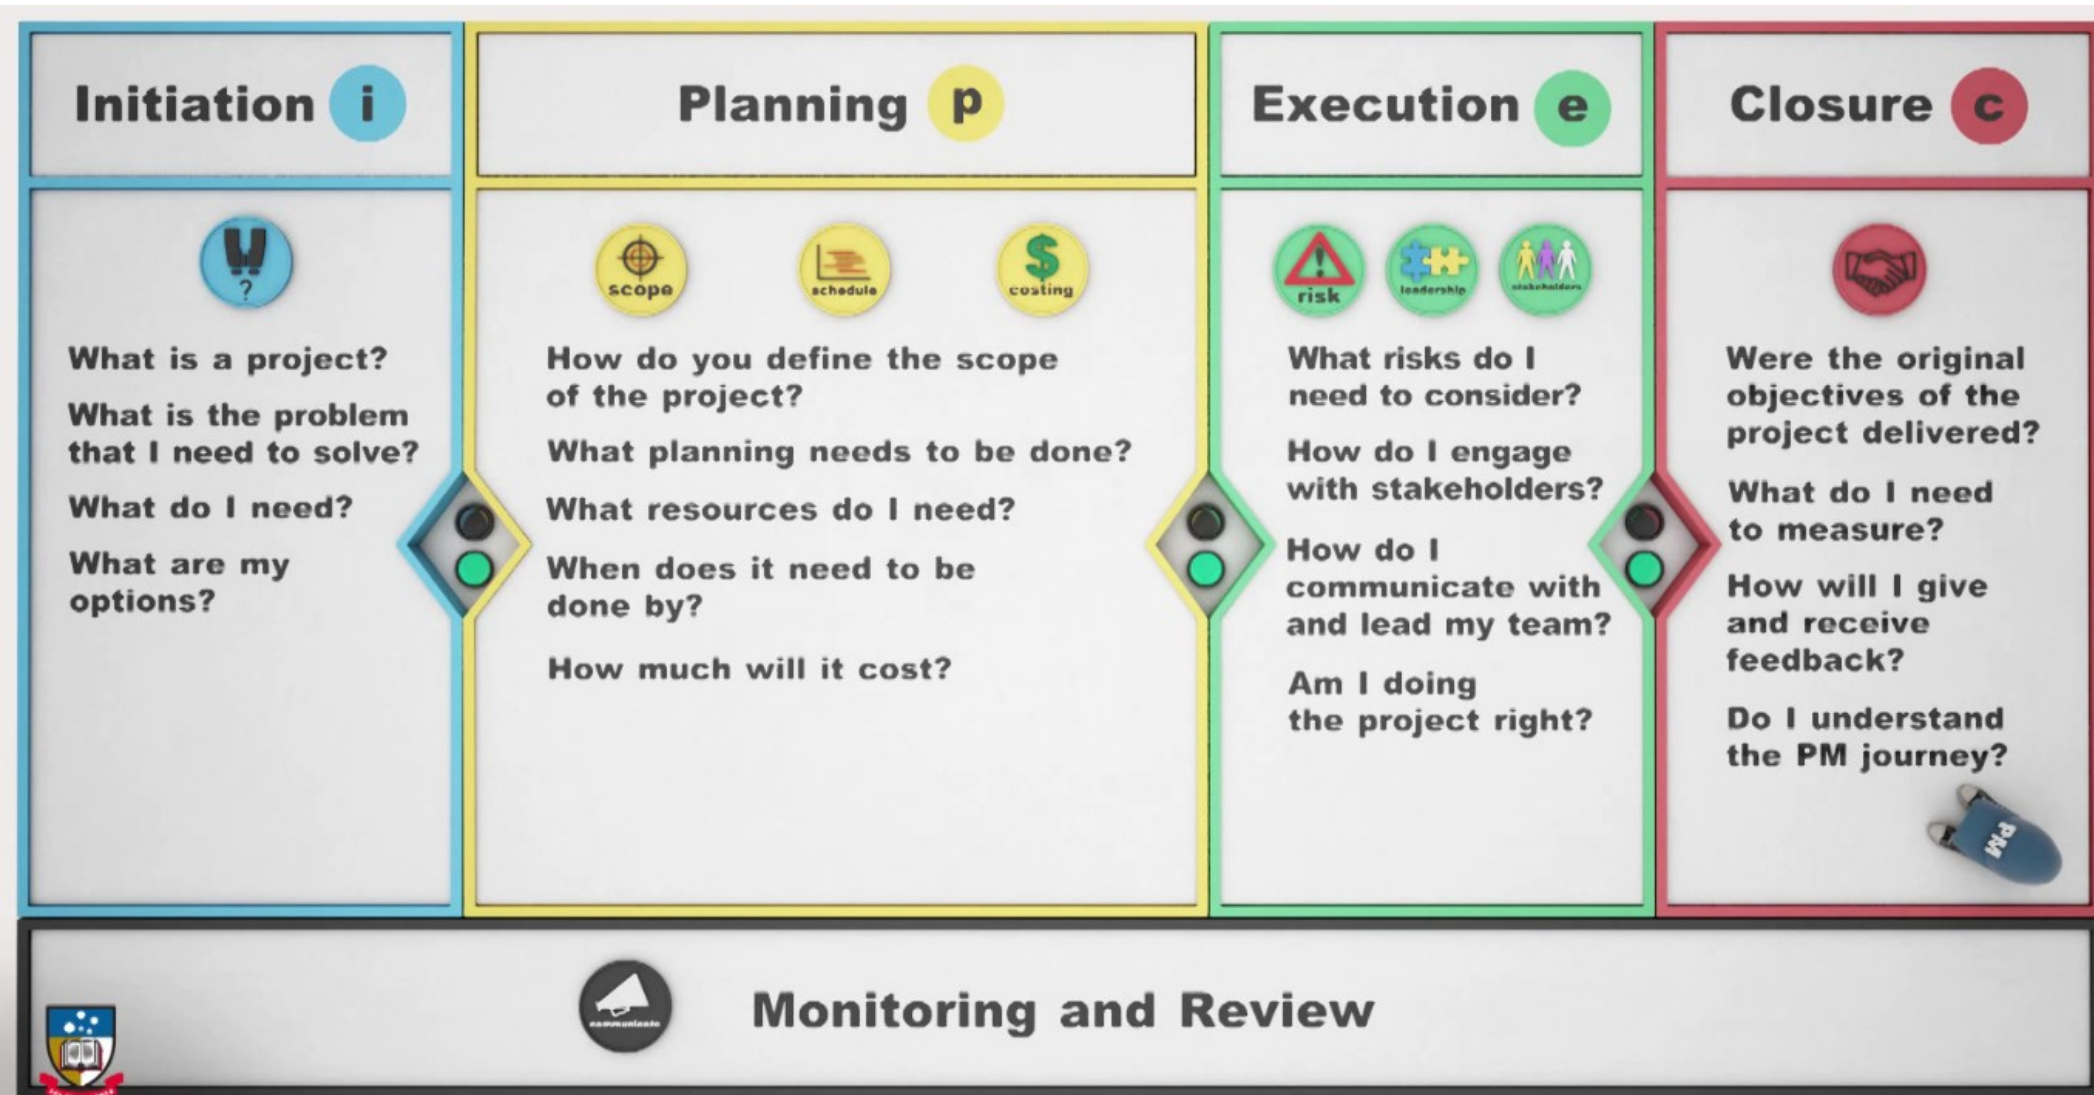 Initiation i
Planning p
Execution e
Closure c
?
What is a project?
What is the problem
that I need to solve?
What do I need?
What are my
options?
scope
schedule
costing
How do you define the scope
of the project?
What planning needs to be done?
What resources do I need?
When does it need to be
done by?
How much will it cost?
risk
leadership
stakeholders
What risks do I
need to consider?
How do I engage
with stakeholders?
How do I
communicate with
and lead my team?
Am I doing
the project right?
Were the original
objectives of the
project delivered?
What do I need
to measure?
How will I give
and receive
feedback?
Do I understand
the PM journey?
PM
communicate
Monitoring and Review